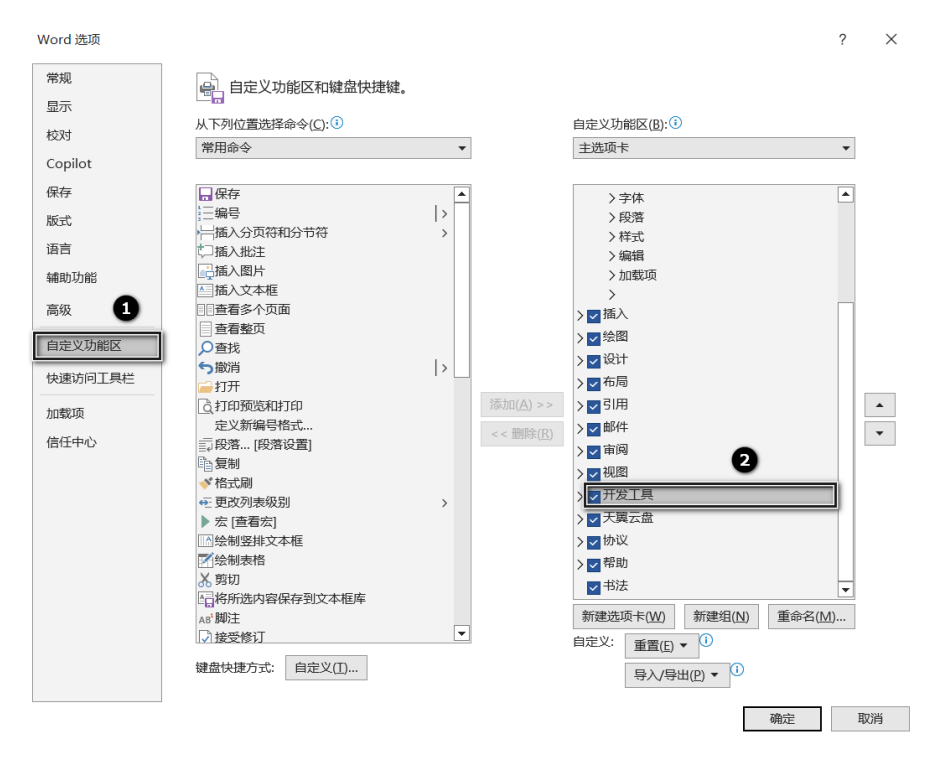 Word 选项
?
常规
显示
校对
Copilot
保存
版式
语言
辅助功能
高级
1
自定义功能区
快速访问工具栏
加载项
信任中心
自定义功能区和键盘快捷键。
从下列位置选择命令(C):
常用命令
保存
编号
插入分页符和分节符
插入批注
插入图片
插入文本框
查看多个页面
查看整页
查找
撤消
打开
打印预览和打印
定义新编号格式...
段落... [段落设置]
复制
格式刷
更改列表级别
宏 [查看宏]
绘制竖排文本框
绘制表格
剪切
将所选内容保存到文本框库
脚注
接受修订
键盘快捷方式:
自定义(T)...
添加(A) >>
<< 删除(R)
自定义功能区(B):
主选项卡
字体
段落
样式
编辑
加载项
插入
绘图
设计
布局
引用
邮件
审阅
2
视图
开发工具
天翼云盘
协议
帮助
书法
新建选项卡(W)
新建组(N)
重命名(M)...
自定义:
重置(E)
导入/导出(P)
确定
取消